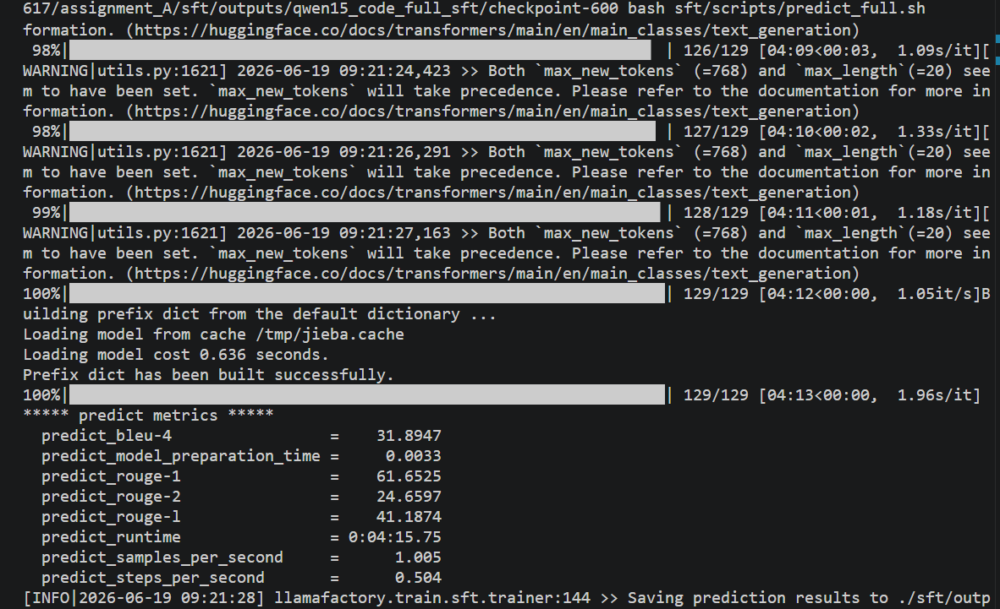 617/assignment_A/sft/outputs/qwen15_code_full_sft/checkpoint-600 bash sft/scripts/predict_full.sh
formation. (https://huggingface.co/docs/transformers/main/en/main_classes/text_generation)
98%| | 126/129 [04:09<00:03, 1.09s/it][
WARNING|utils.py:1621] 2026-06-19 09:21:24,423 >> Both `max_new_tokens` (=768) and `max_length`(=20) see
m to have been set. `max_new_tokens` will take precedence. Please refer to the documentation for more in
formation. (https://huggingface.co/docs/transformers/main/en/main_classes/text_generation)
98%| | 127/129 [04:10<00:02, 1.33s/it][
WARNING|utils.py:1621] 2026-06-19 09:21:26,291 >> Both `max_new_tokens` (=768) and `max_length`(=20) see
m to have been set. `max_new_tokens` will take precedence. Please refer to the documentation for more in
formation. (https://huggingface.co/docs/transformers/main/en/main_classes/text_generation)
99%| | 128/129 [04:11<00:01, 1.18s/it][
WARNING|utils.py:1621] 2026-06-19 09:21:27,163 >> Both `max_new_tokens` (=768) and `max_length`(=20) see
m to have been set. `max_new_tokens` will take precedence. Please refer to the documentation for more in
formation. (https://huggingface.co/docs/transformers/main/en/main_classes/text_generation)
100%| | 129/129 [04:12<00:00, 1.05it/s]B
uilding prefix dict from the default dictionary ...
Loading model from cache /tmp/jieba.cache
Loading model cost 0.636 seconds.
Prefix dict has been built successfully.
100%| | 129/129 [04:13<00:00, 1.96s/it]
***** predict metrics *****
predict_bleu-4 = 31.8947
predict_model_preparation_time = 0.0033
predict_rouge-1 = 61.6525
predict_rouge-2 = 24.6597
predict_rouge-l = 41.1874
predict_runtime = 0:04:15.75
predict_samples_per_second = 1.005
predict_steps_per_second = 0.504
[INFO|2026-06-19 09:21:28] llamafactory.train.sft.trainer:144 >> Saving prediction results to ./sft/outp